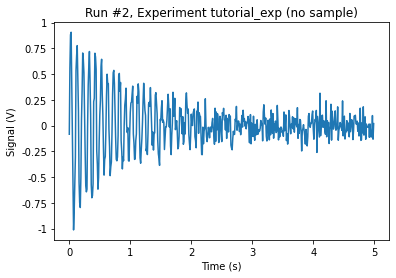 Run #2, Experiment tutorial_exp (no sample)
Signal (V)
1
0.75
0.5
0.25
0
-0.25
-0.5
-0.75
-1
0 1 2 3 4 5
Time (s)